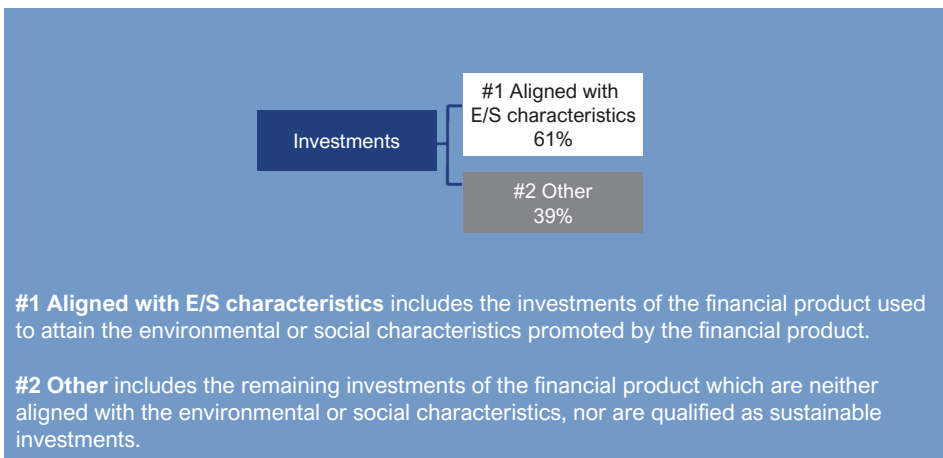 #1 Aligned with
E/S characteristics
61%
Investments
#2 Other
39%
#1 Aligned with E/S characteristics includes the investments of the financial product used
to attain the environmental or social characteristics promoted by the financial product.
#2 Other includes the remaining investments of the financial product which are neither
aligned with the environmental or social characteristics, nor are qualified as sustainable
investments.